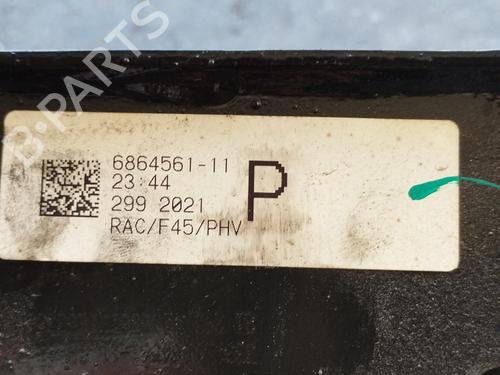 B·PARTS
6864561-11
23:44
299 2021
RAC/F45/PHV
P